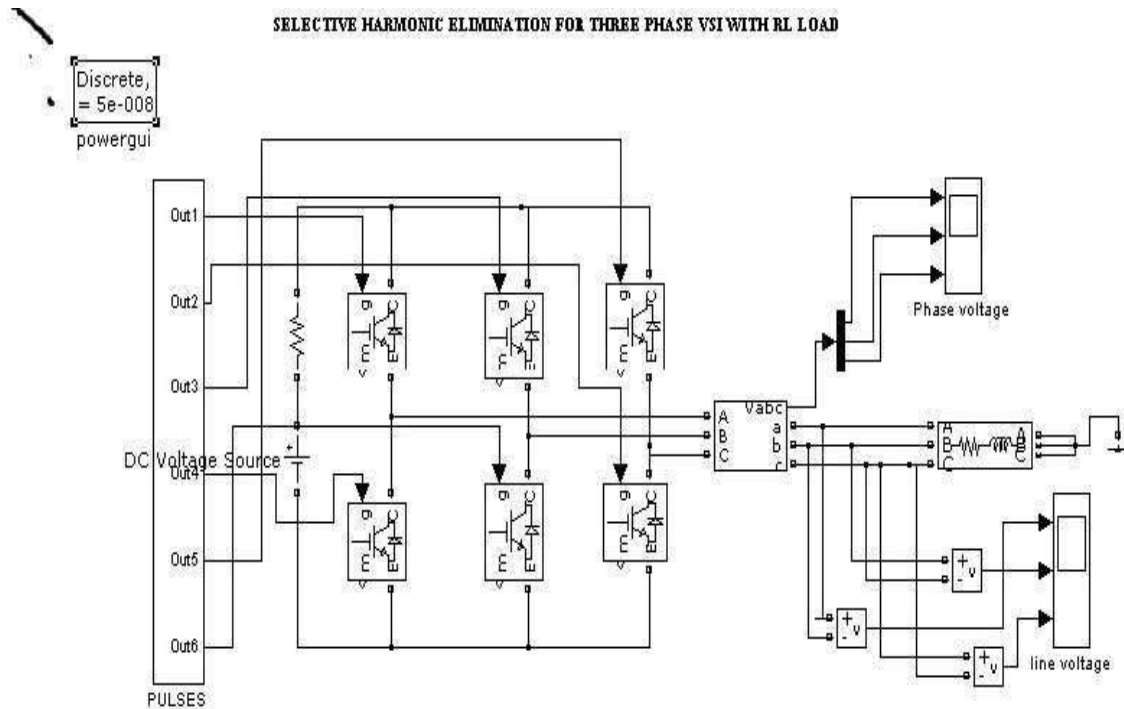 SELECTIVE HARMONIC ELIMINATION FOR THREE PHASE VSI WITH RL LOAD
Discrete,
= 5e-008
powergui
Out1
Out2
Out3
DC Voltage Source
Out4
Out5
Out6
PULSES
g C
m E
g C
m E
g C
m E
g C
m E
g C
m E
g C
m E
A
B
C
Vabc
a
b
c
A
B
C
A
B
C
Phase voltage
+
-
v
+
-
v
+
-
v
line voltage